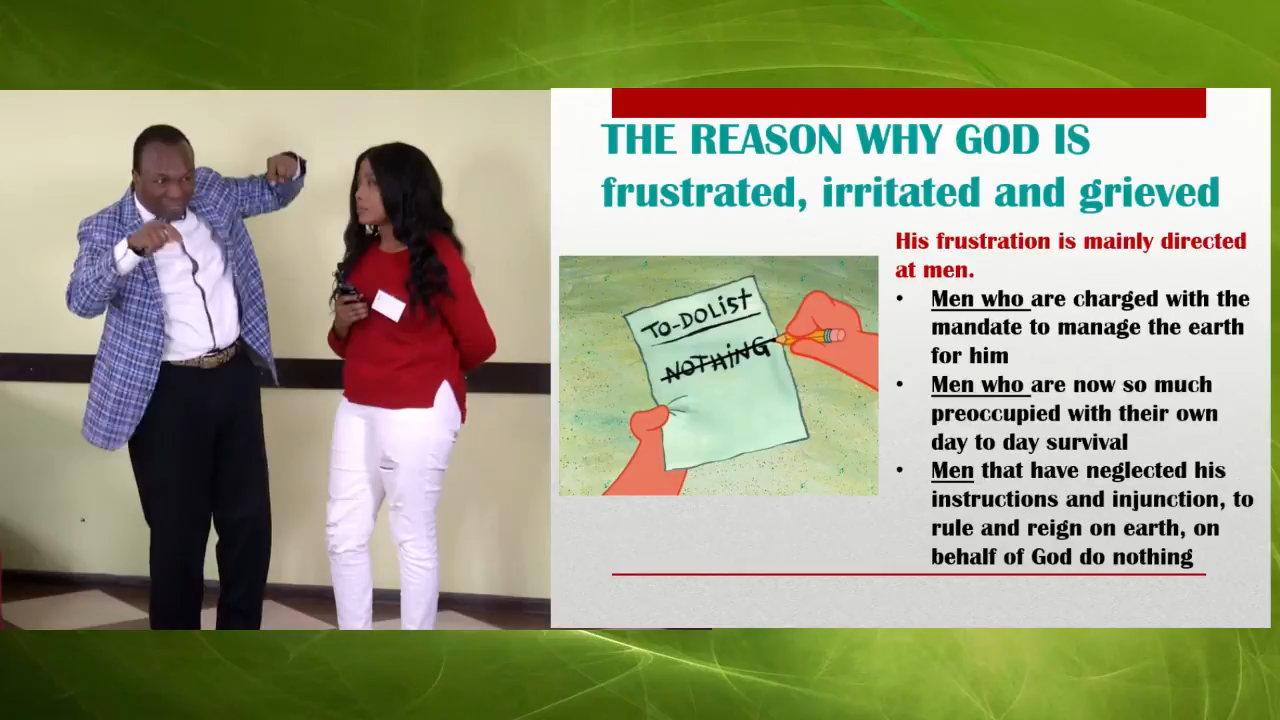 THE REASON WHY GOD IS
frustrated, irritated and grieved
His frustration is mainly directed
at men.
• Men who are charged with the
mandate to manage the earth
for him
• Men who are now so much
preoccupied with their own
day to day survival
• Men that have neglected his
instructions and injunction, to
rule and reign on earth, on
behalf of God do nothing
TO-DO LIST
NOTHING